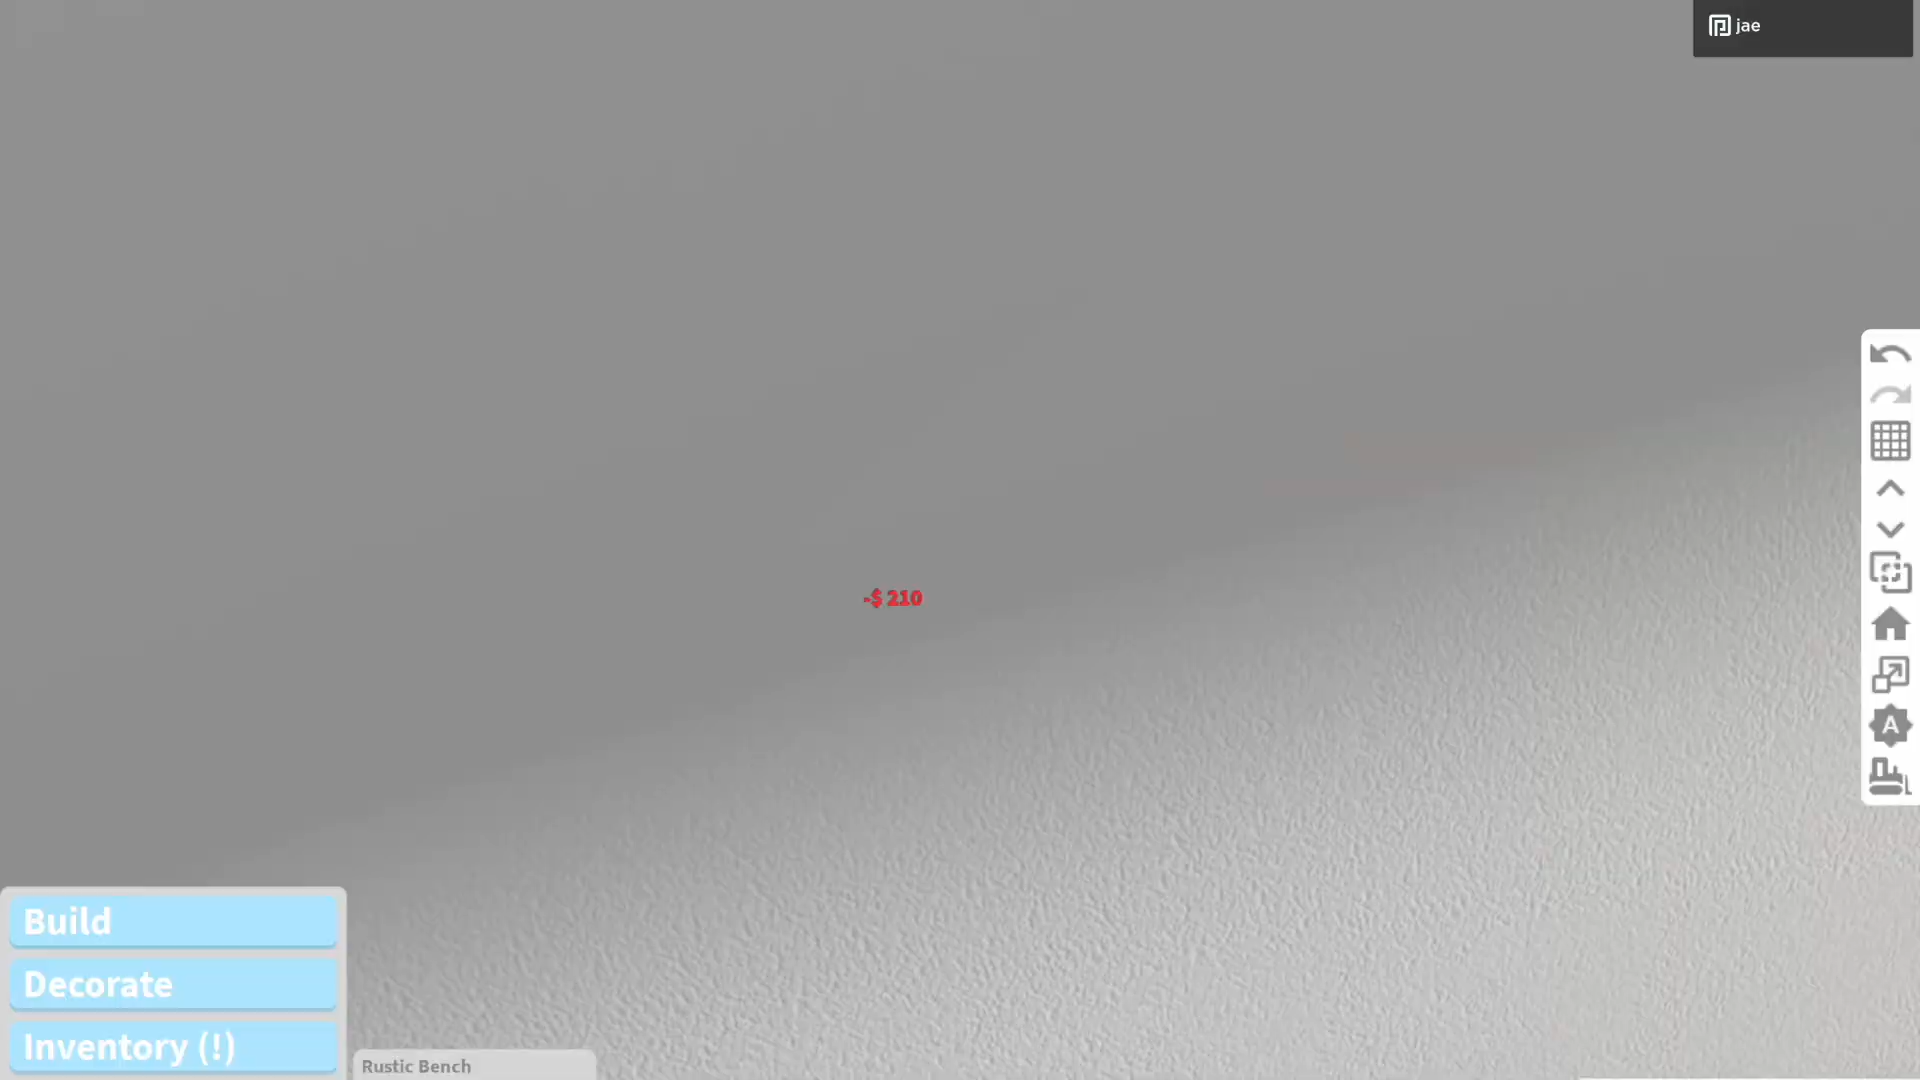 jae
-$ 210
A
Build
Decorate
Inventory (!)
Rustic Bench